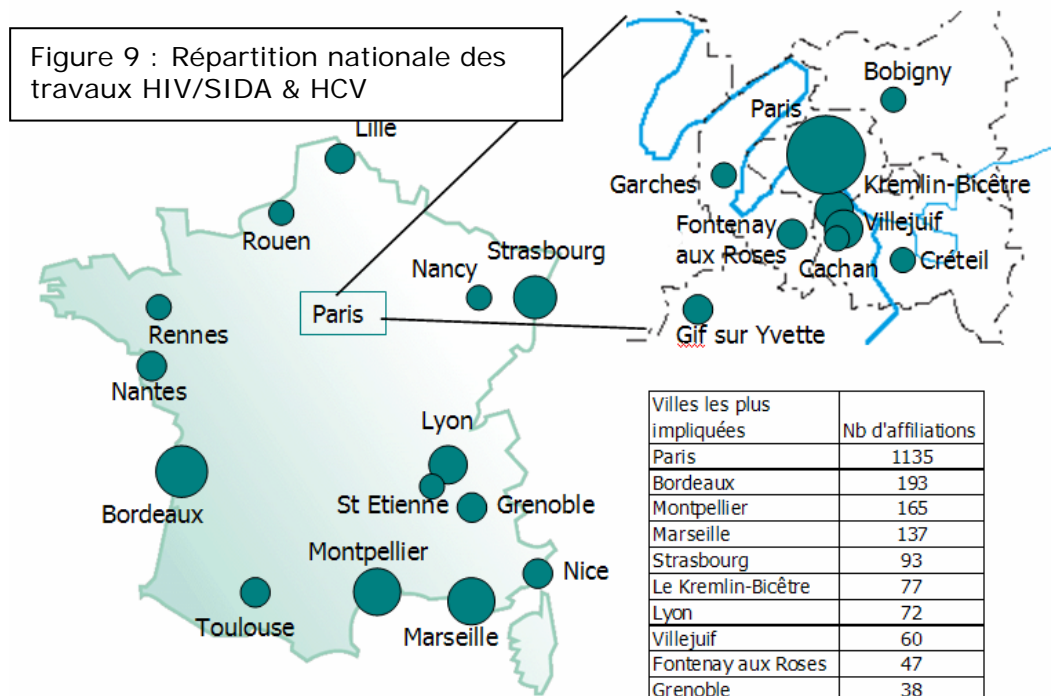 Figure 9 : Répartition nationale des
travaux HIV/SIDA & HCV
Lille
Rouen
Nancy
Strasbourg
Paris
Rennes
Nantes
Lyon
St Etienne
Grenoble
Bordeaux
Montpellier
Nice
Toulouse
Marseille
Bobigny
Paris
Garches
Kremlin-Bicêtre
Fontenay
aux Roses
Villejuif
Cachan
Créteil
Gif sur Yvette
Villes les plus
impliquées Nb d'affiliations
Paris 1135
Bordeaux 193
Montpellier 165
Marseille 137
Strasbourg 93
Le Kremlin-Bicêtre 77
Lyon 72
Villejuif 60
Fontenay aux Roses 47
Grenoble 38